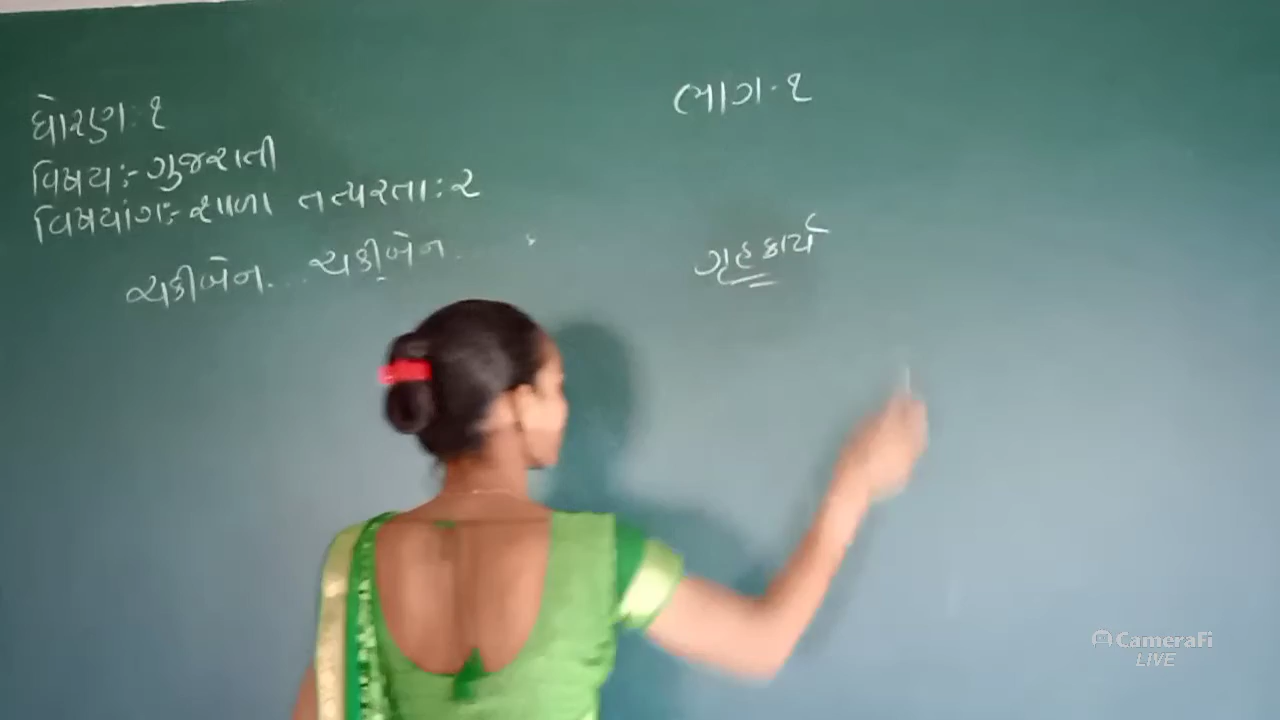 ધોરણ:૧
વિષય:-ગુજરાતી
વિષયાંગ:-શાળા તત્પરતા:૨
ચકીબેન... ચકીબેન....
ભાગ-૧
ગૃહકાર્ય
CameraFi
LIVE